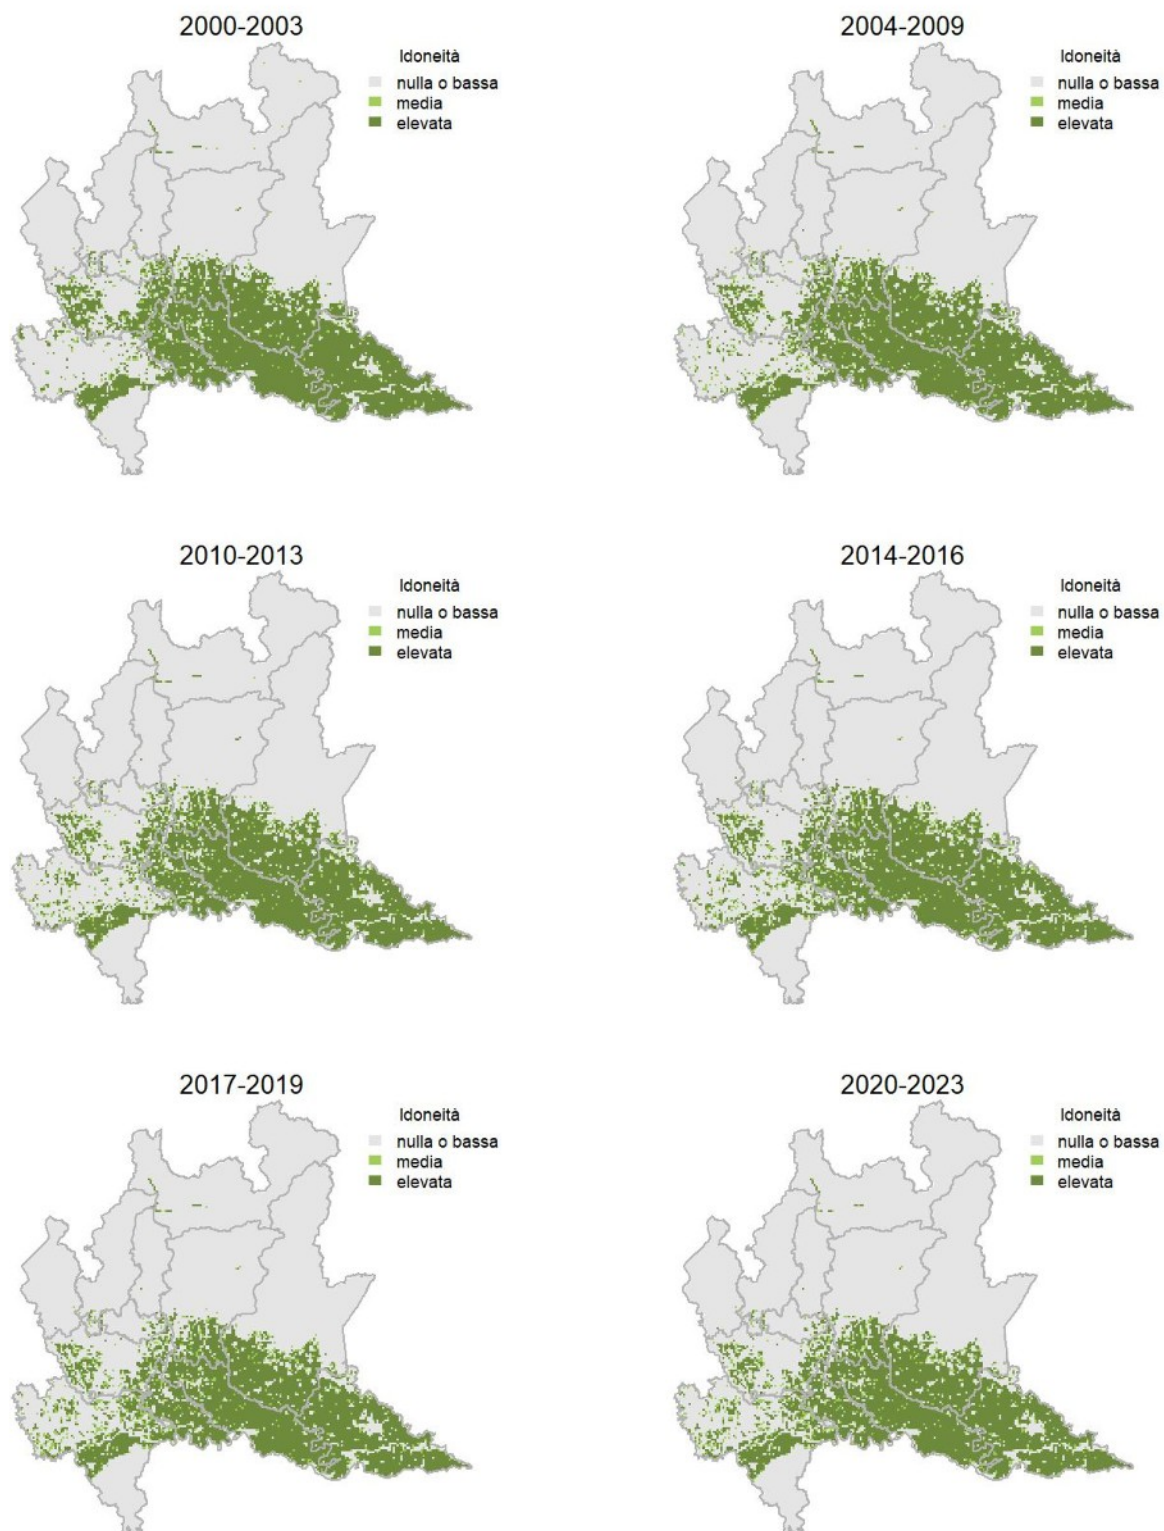 2000-2003
Idoneità
nulla o bassa
media
elevata
2004-2009
Idoneità
nulla o bassa
media
elevata
2010-2013
Idoneità
nulla o bassa
media
elevata
2014-2016
Idoneità
nulla o bassa
media
elevata
2017-2019
Idoneità
nulla o bassa
media
elevata
2020-2023
Idoneità
nulla o bassa
media
elevata